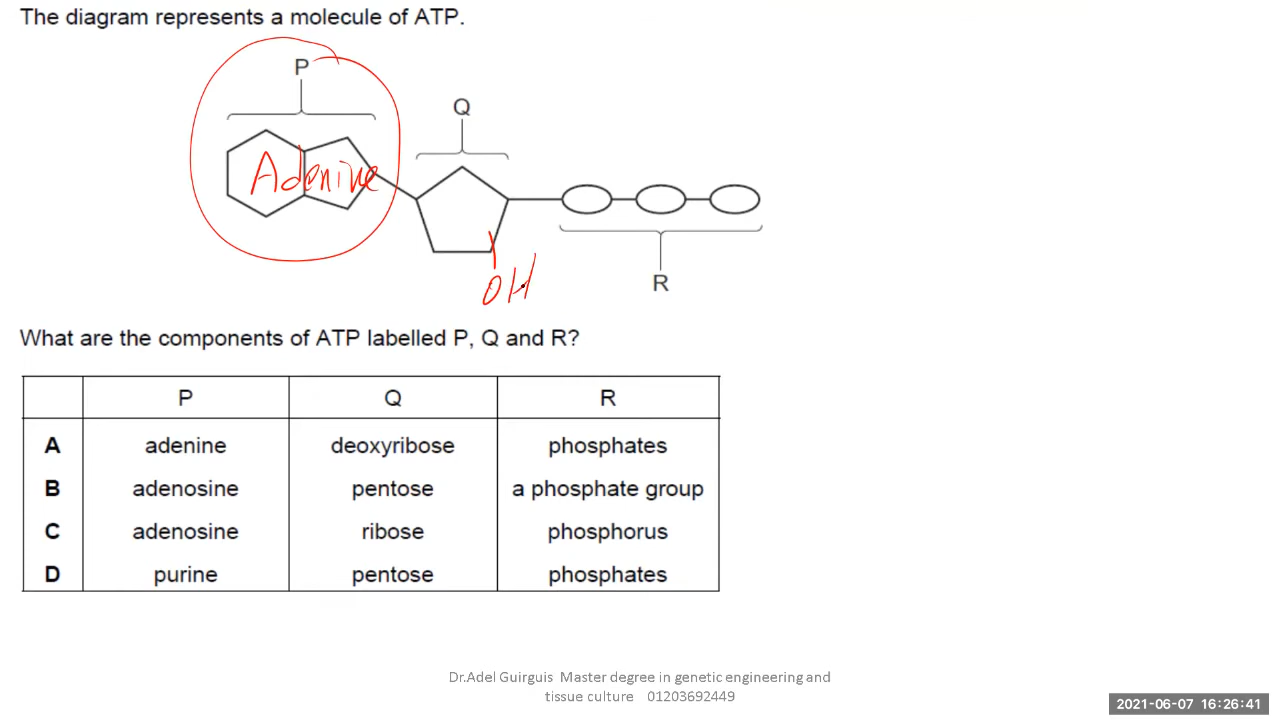 The diagram represents a molecule of ATP.
P
Q
Adenine
OH
R
What are the components of ATP labelled P, Q and R?
P Q R
A adenine deoxyribose phosphates
B adenosine pentose a phosphate group
C adenosine ribose phosphorus
D purine pentose phosphates
Dr.Adel Guirguis Master degree in genetic engineering and
tissue culture 01203692449
2021-06-07 16:26:41